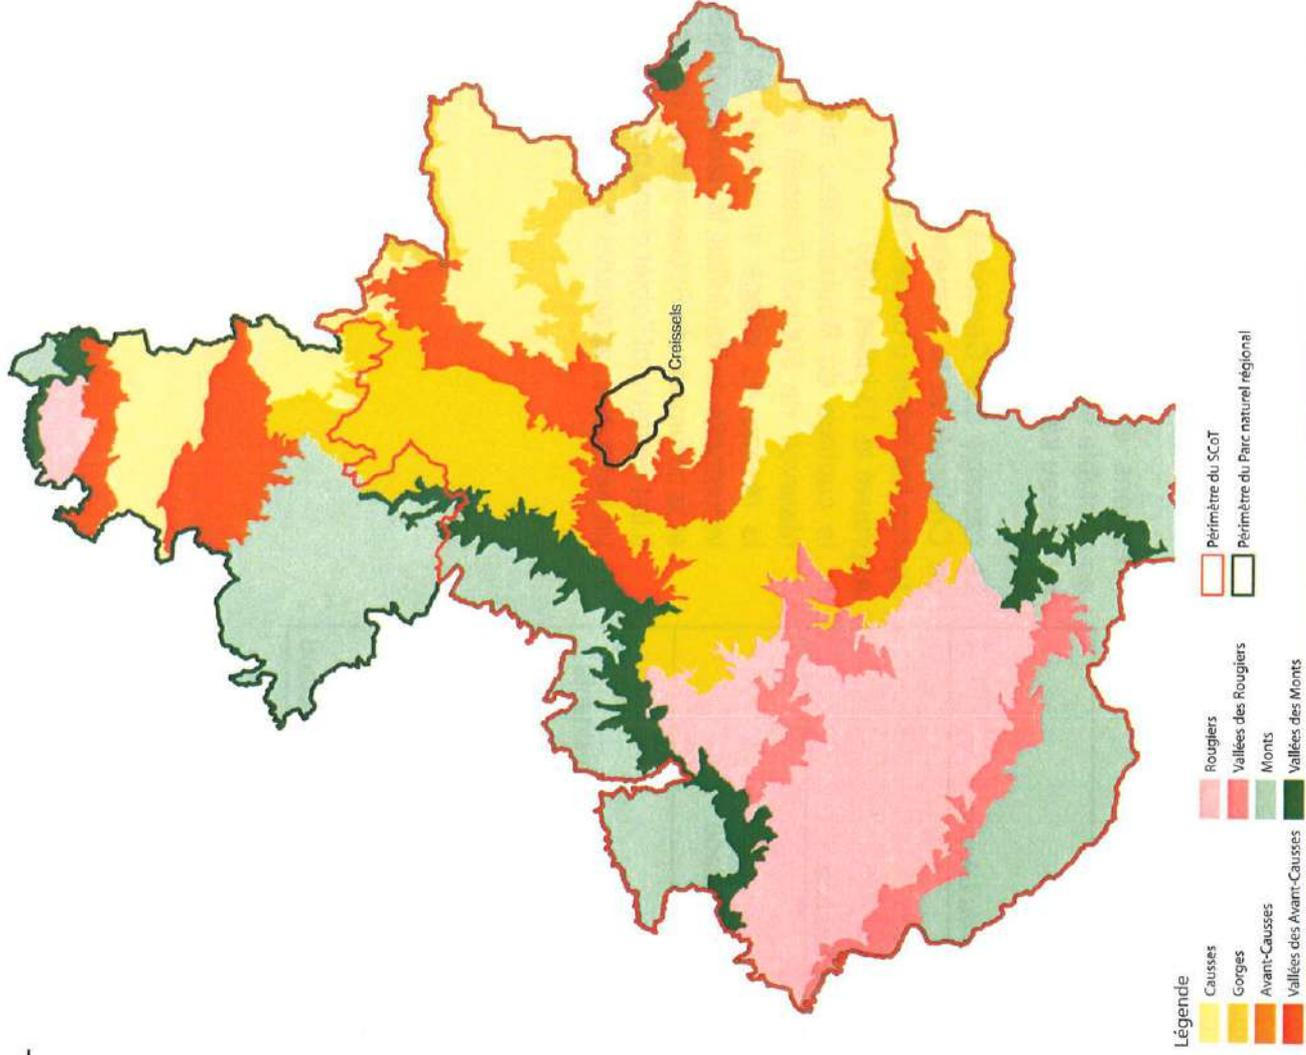 Creissels
Légende
Causses
Gorges
Avant-Causses
Vallées des Avant-Causses
Rougiers
Vallées des Rougiers
Monts
Vallées des Monts
Périmètre du SCoT
Périmètre du Parc naturel régional